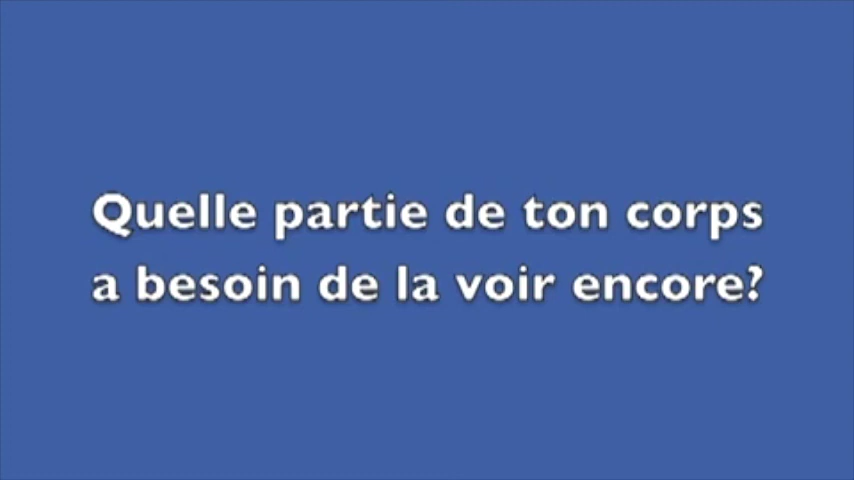 Quelle partie de ton corps
a besoin de la voir encore?